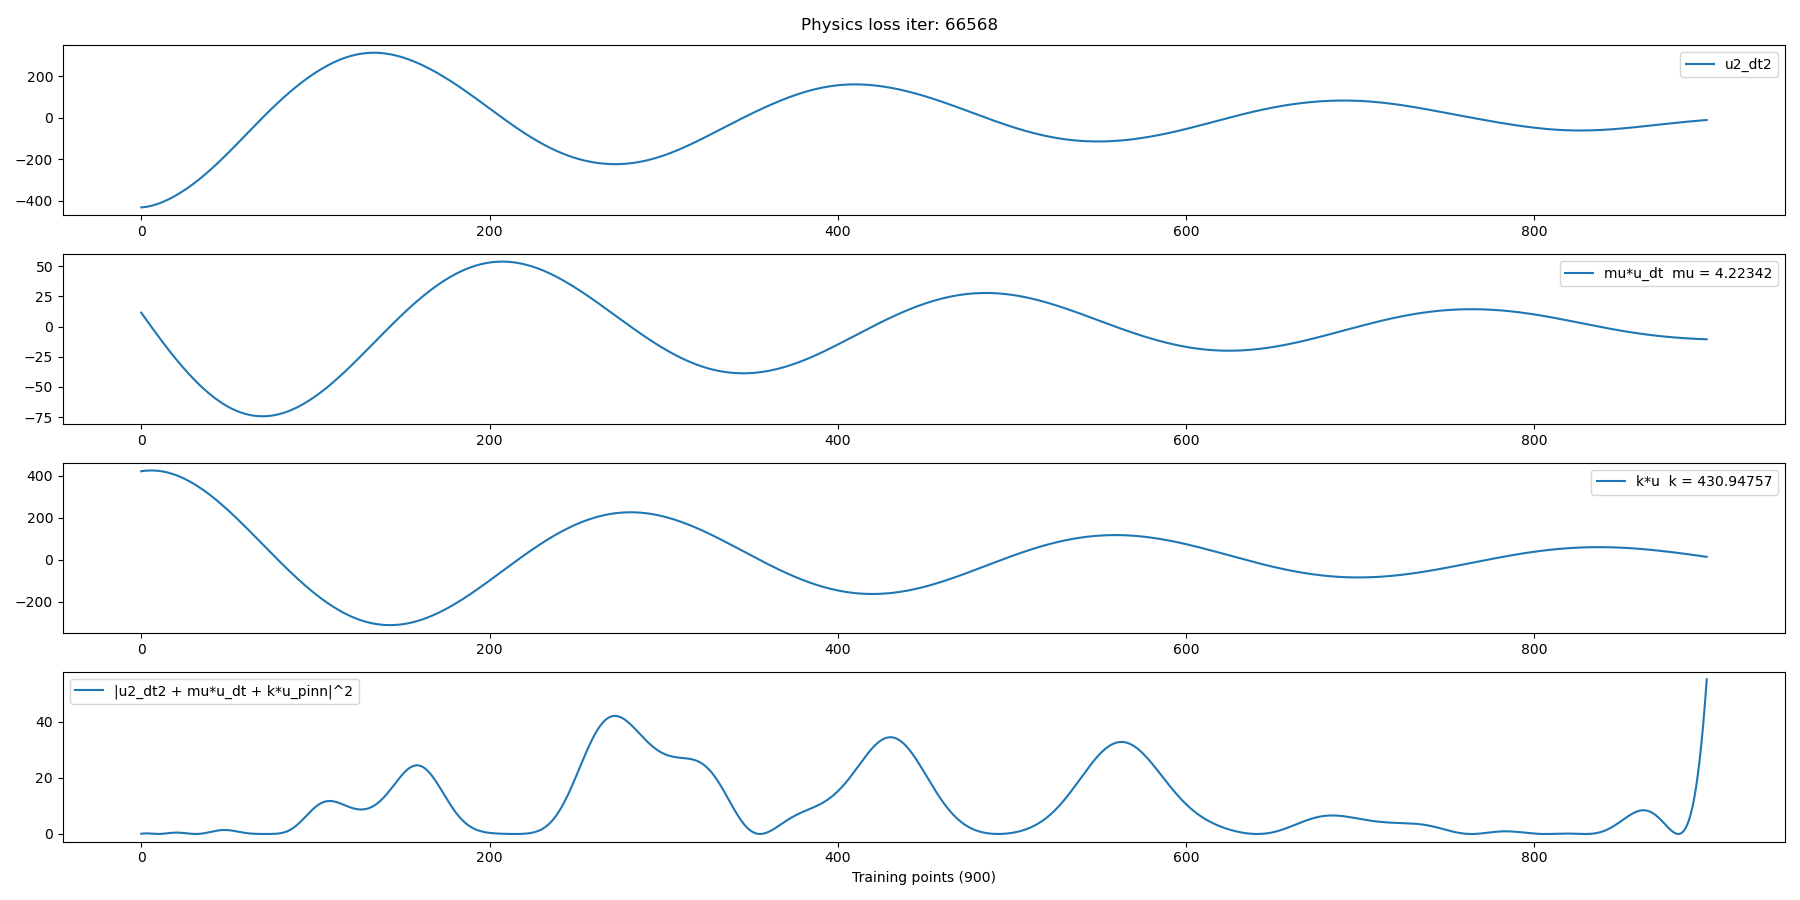 Physics loss iter: 66568
u2_dt2
200
0
−200
−400
0 200 400 600 800
mu*u_dt  mu = 4.22342
50
25
0
−25
−50
−75
0 200 400 600 800
k*u  k = 430.94757
400
200
0
−200
0 200 400 600 800
|u2_dt2 + mu*u_dt + k*u_pinn|^2
40
20
0
0 200 400 600 800
Training points (900)